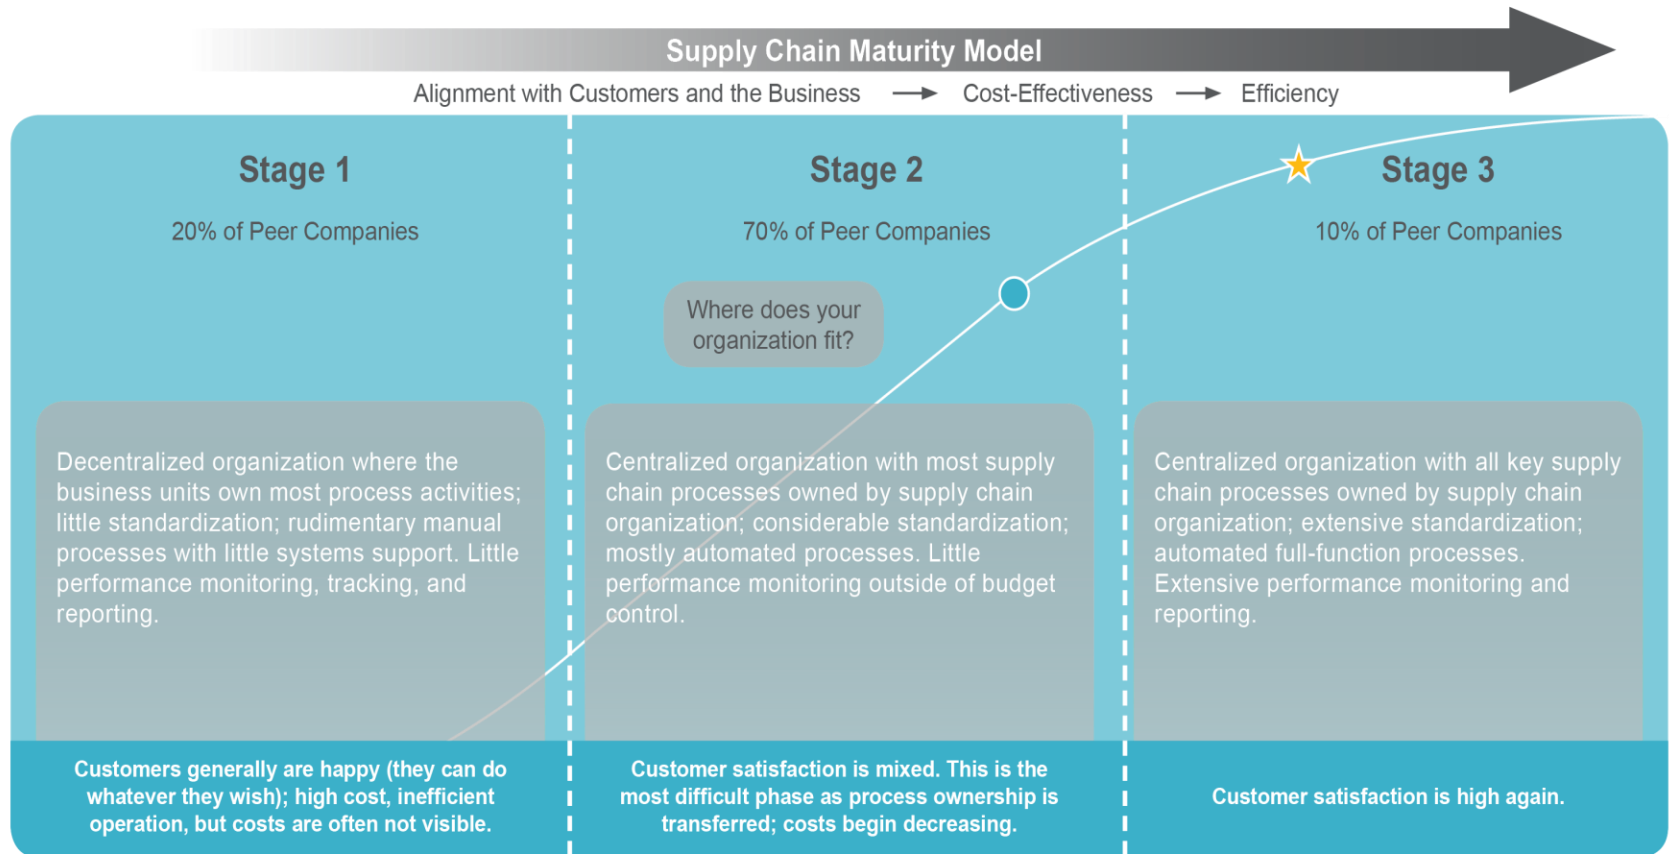 Supply Chain Maturity Model
Alignment with Customers and the Business → Cost-Effectiveness → Efficiency
Stage 1
20% of Peer Companies
Decentralized organization where the
business units own most process activities;
little standardization; rudimentary manual
processes with little systems support. Little
performance monitoring, tracking, and
reporting.
Customers generally are happy (they can do
whatever they wish); high cost, inefficient
operation, but costs are often not visible.
Stage 2
70% of Peer Companies
Where does your
organization fit?
Centralized organization with most supply
chain processes owned by supply chain
organization; considerable standardization;
mostly automated processes. Little
performance monitoring outside of budget
control.
Customer satisfaction is mixed. This is the
most difficult phase as process ownership is
transferred; costs begin decreasing.
Stage 3
10% of Peer Companies
Centralized organization with all key supply
chain processes owned by supply chain
organization; extensive standardization;
automated full-function processes.
Extensive performance monitoring and
reporting.
Customer satisfaction is high again.